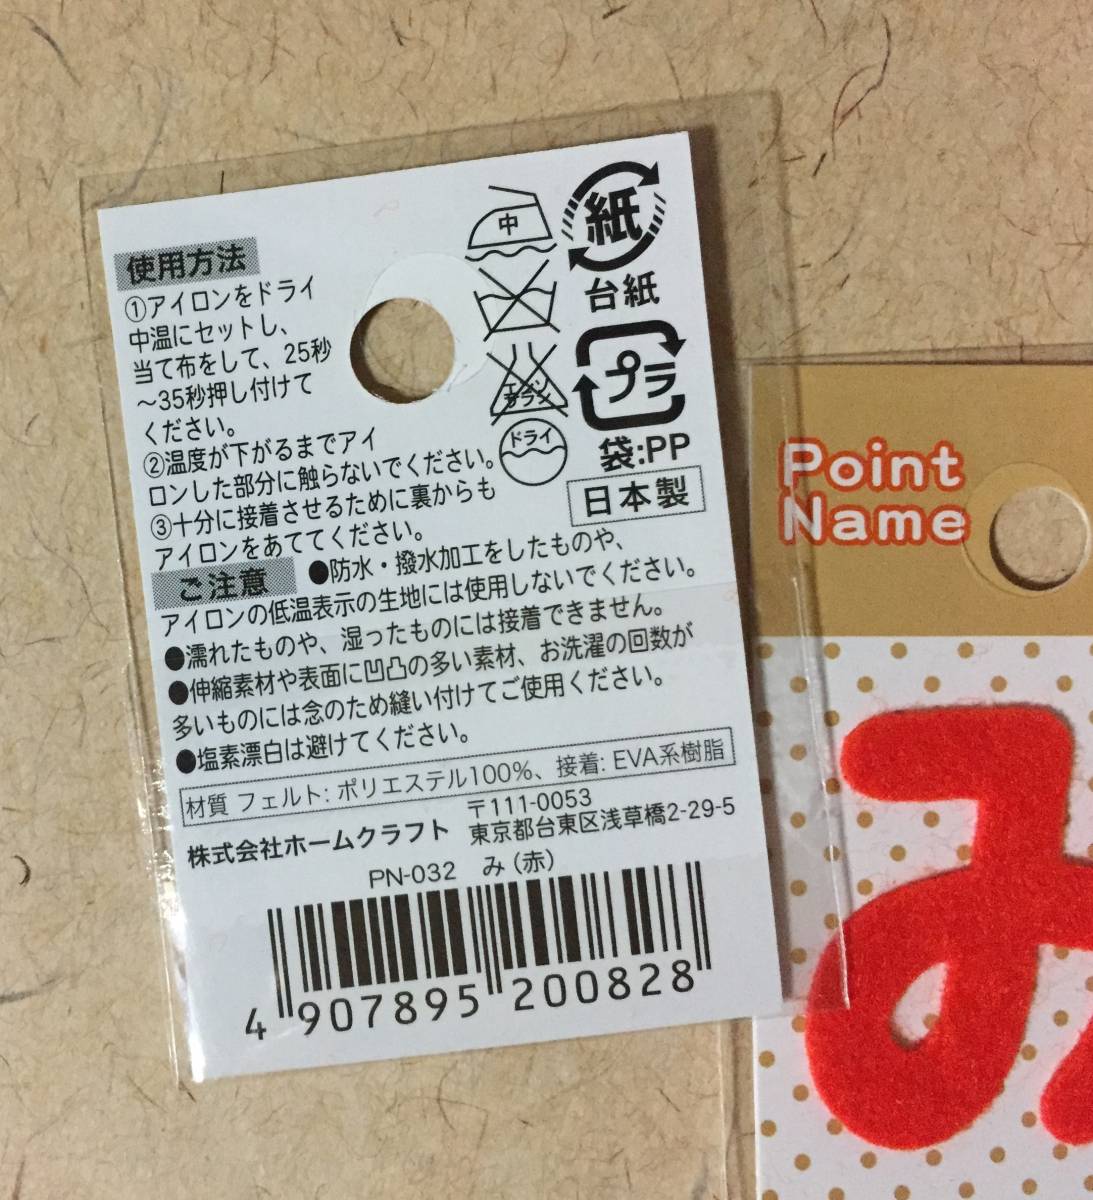 使用方法
①アイロンをドライ
中温にセットし、
当て布をして、25秒
～35秒押し付けて
ください。
②温度が下がるまでアイ
ロンした部分に触らないでください。
③十分に接着させるために裏からも
アイロンをあててください。
中
エンソ
サラシ
ドライ
紙
台紙
プラ
袋:PP
日本製
ご注意 ●防水・撥水加工をしたものや、
アイロンの低温表示の生地には使用しないでください。
●濡れたものや、湿ったものには接着できません。
●伸縮素材や表面に凹凸の多い素材、お洗濯の回数が
多いものには念のため縫い付けてご使用ください。
●塩素漂白は避けてください。
材質 フェルト: ポリエステル100%、接着: EVA系樹脂
株式会社ホームクラフト
〒111-0053
東京都台東区浅草橋2-29-5
PN-032 み(赤)
4 907895 200828
Point
Name
み